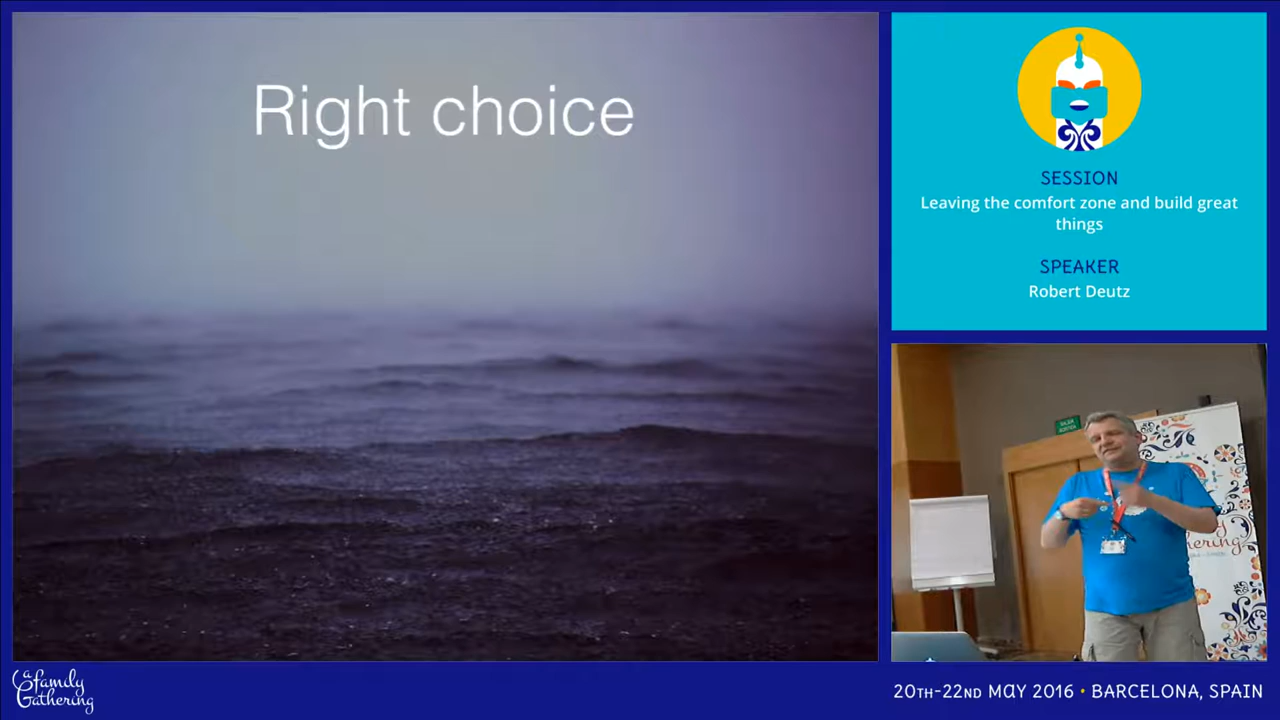 Right choice
SESSION
Leaving the comfort zone and build great
things
SPEAKER
Robert Deutz
a family
Gathering
20TH-22ND MAY 2016 • BARCELONA, SPAIN